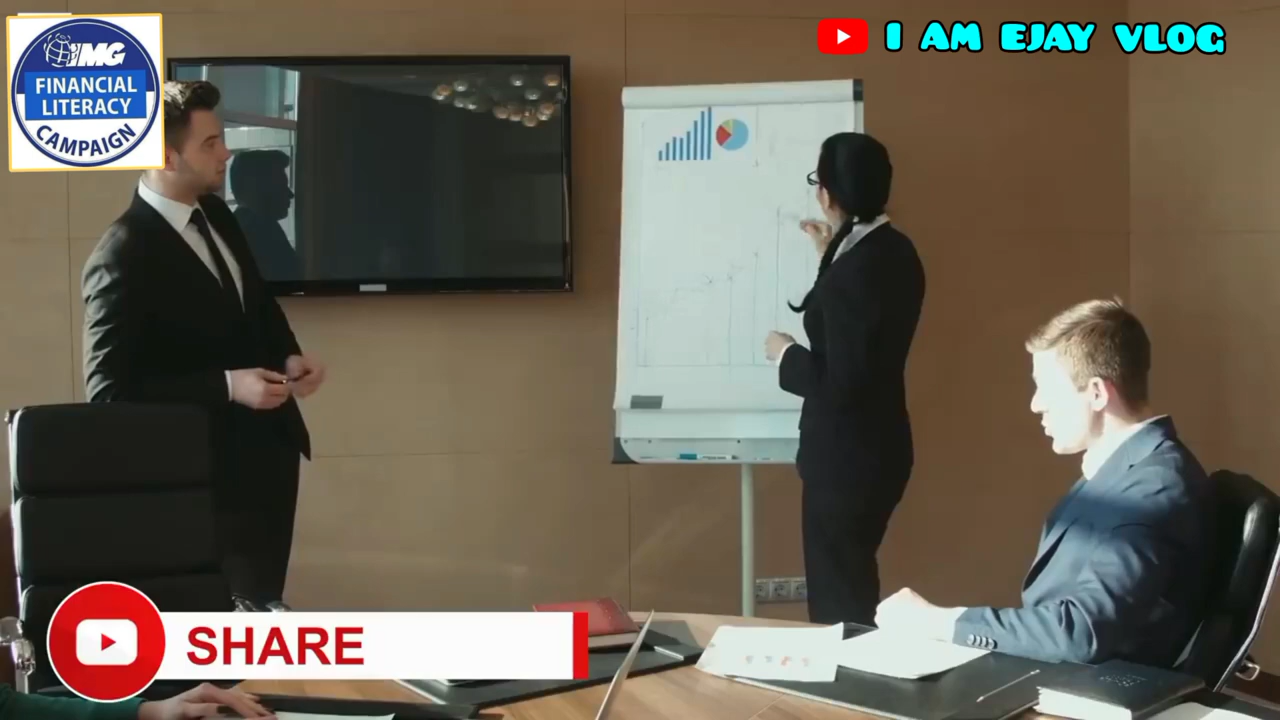 IMG
FINANCIAL
LITERACY
CAMPAIGN
I AM EJAY VLOG
SHARE